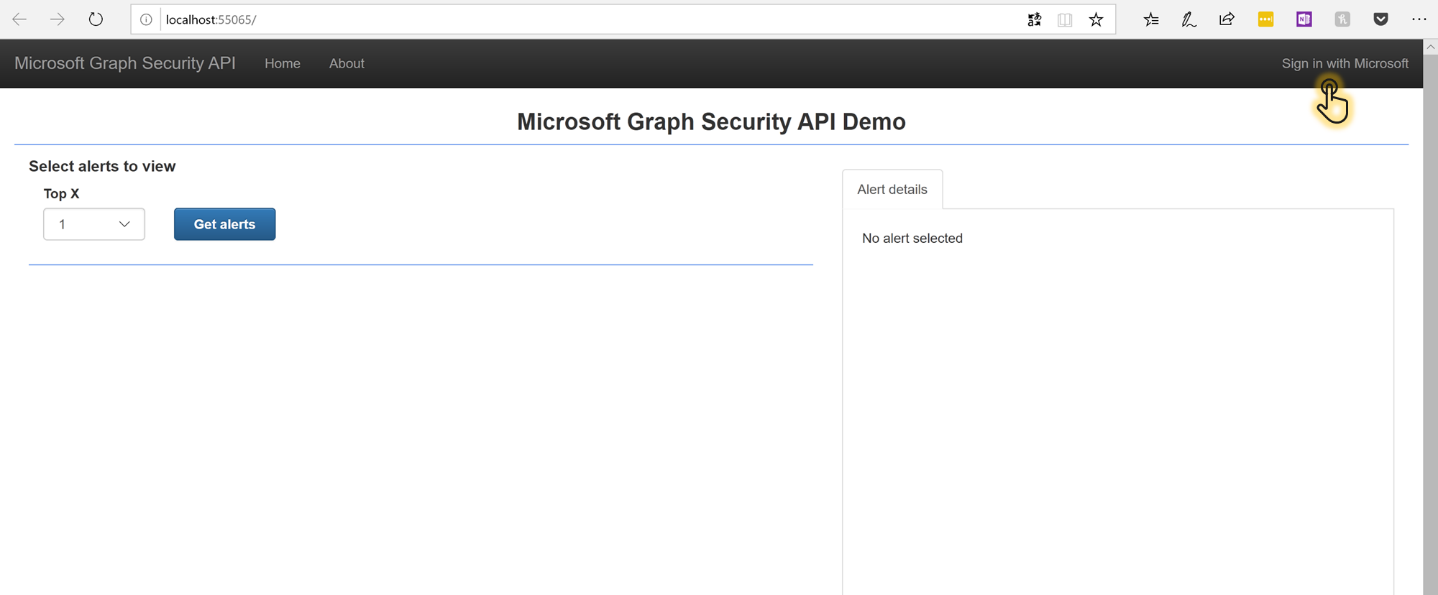 localhost:55065/
Microsoft Graph Security API Home About Sign in with Microsoft
Microsoft Graph Security API Demo
Select alerts to view
Top X
1 Get alerts
Alert details
No alert selected